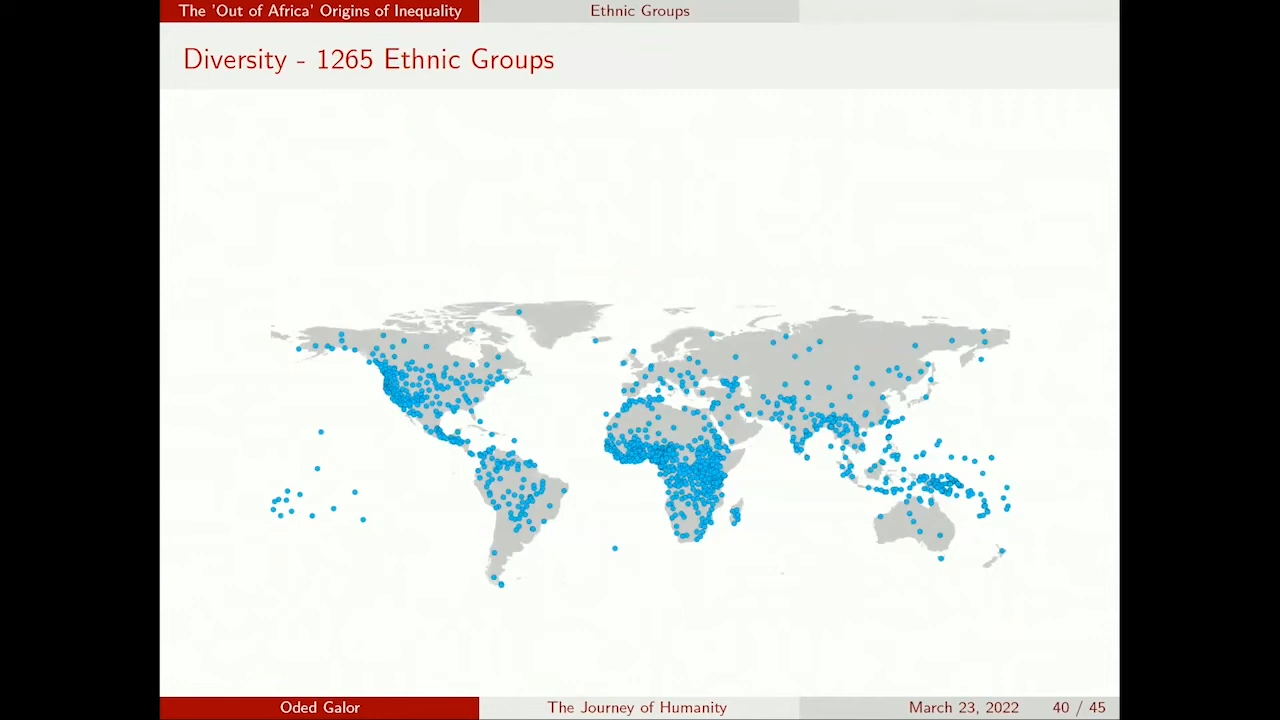 The 'Out of Africa' Origins of Inequality
Ethnic Groups
Diversity - 1265 Ethnic Groups
Oded Galor
The Journey of Humanity
March 23, 2022
40 / 45